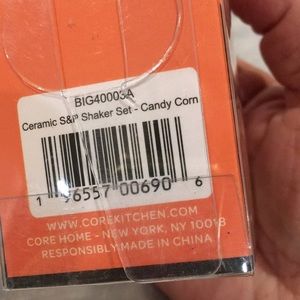 BIG40003A
Ceramic S&P Shaker Set - Candy Corn
1 96557 00690 6
WWW.COREKITCHEN.COM
CORE HOME - NEW YORK, NY 10018
RESPONSIBLY MADE IN CHINA